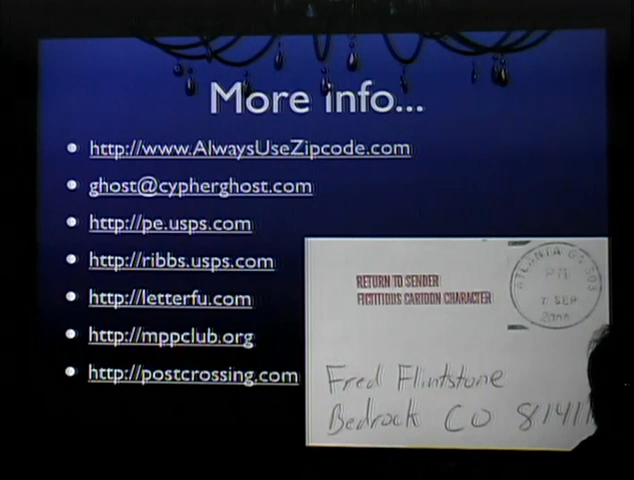 More info...
http://www.AlwaysUseZipcode.com
ghost@cypherghost.com
http://pe.usps.com
http://ribbs.usps.com
http://letterfu.com
http://mppclub.org
http://postcrossing.com
RETURN TO SENDER
FICTITIOUS CARTOON CHARACTER
ATLANTA GA 303
PM
7 SEP
Fred Flintstone
Bedrock CO